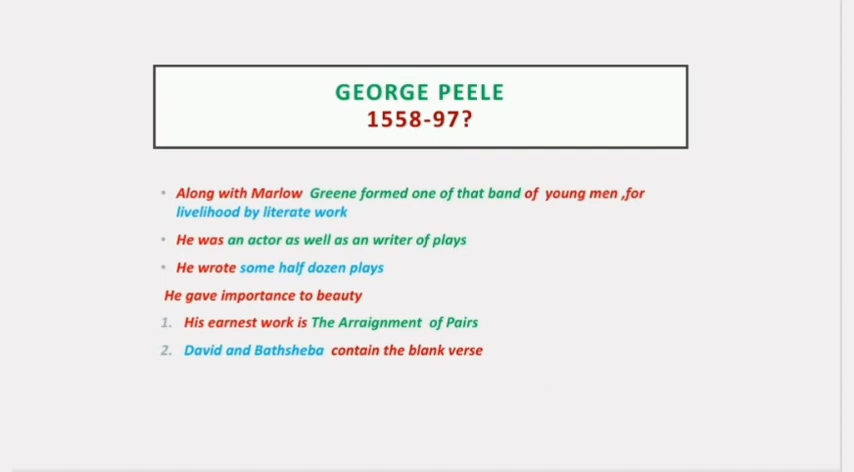 GEORGE PEELE
1558-97?
• Along with Marlow Greene formed one of that band of young men ,for
livelihood by literate work
• He was an actor as well as an writer of plays
• He wrote some half dozen plays
He gave importance to beauty
1. His earnest work is The Arraignment of Pairs
2. David and Bathsheba contain the blank verse